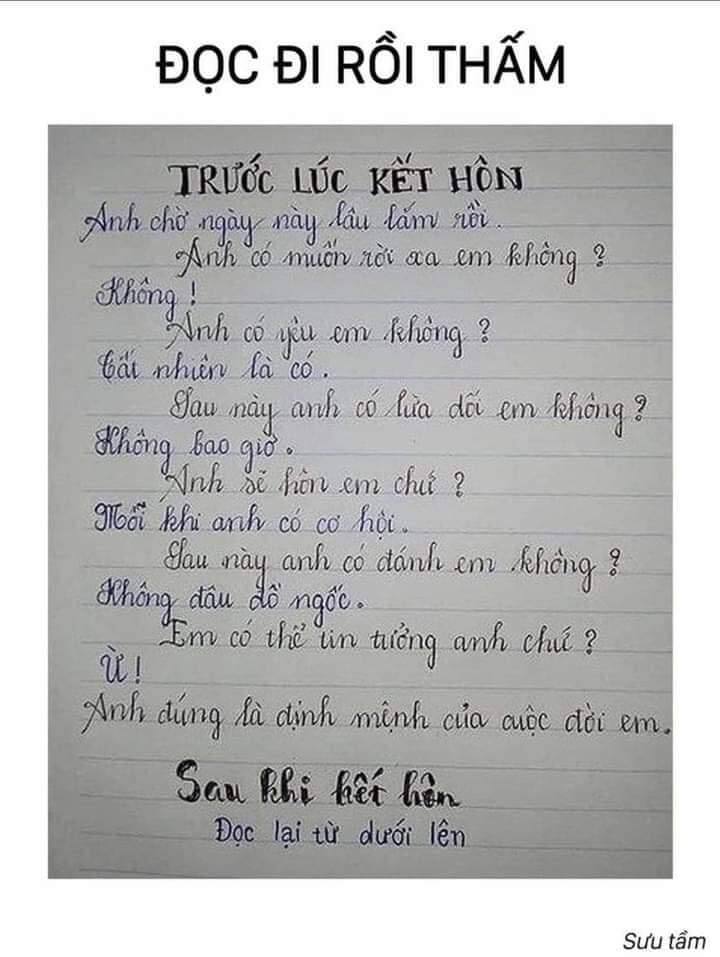 ĐỌC ĐI RỒI THẤM
TRƯỚC LÚC KẾT HÔN
Anh chờ ngày này lâu lắm rồi.
Anh có muốn rời xa em không ?
Không !
Anh có yêu em không ?
Tất nhiên là có .
Sau này anh có lừa dối em không ?
Không bao giờ .
Anh sẽ hôn em chứ ?
Mỗi khi anh có cơ hội .
Sau này anh có đánh em không ?
Không đâu đồ ngốc .
Em có thể tin tưởng anh chứ ?
Ừ !
Anh đúng là định mệnh của cuộc đời em .
Sau khi kết hôn
Đọc lại từ dưới lên
Sưu tầm